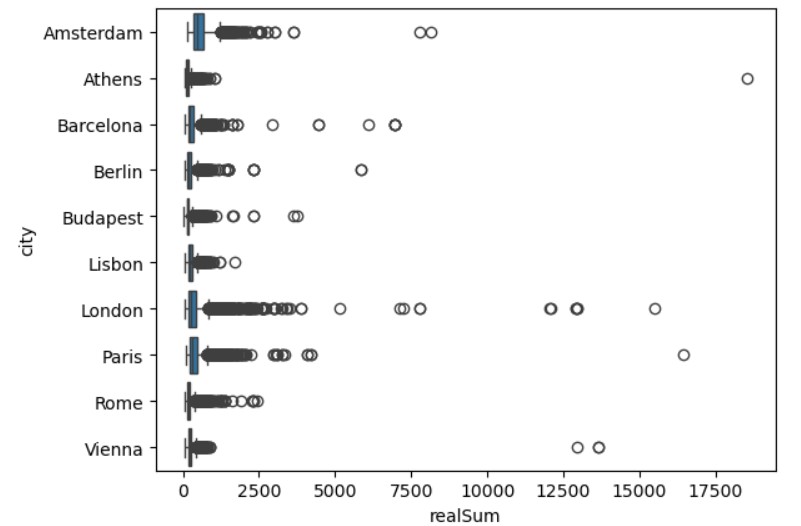 Amsterdam
Athens
Barcelona
Berlin
Budapest
Lisbon
London
Paris
Rome
Vienna
city
0 2500 5000 7500 10000 12500 15000 17500
realSum